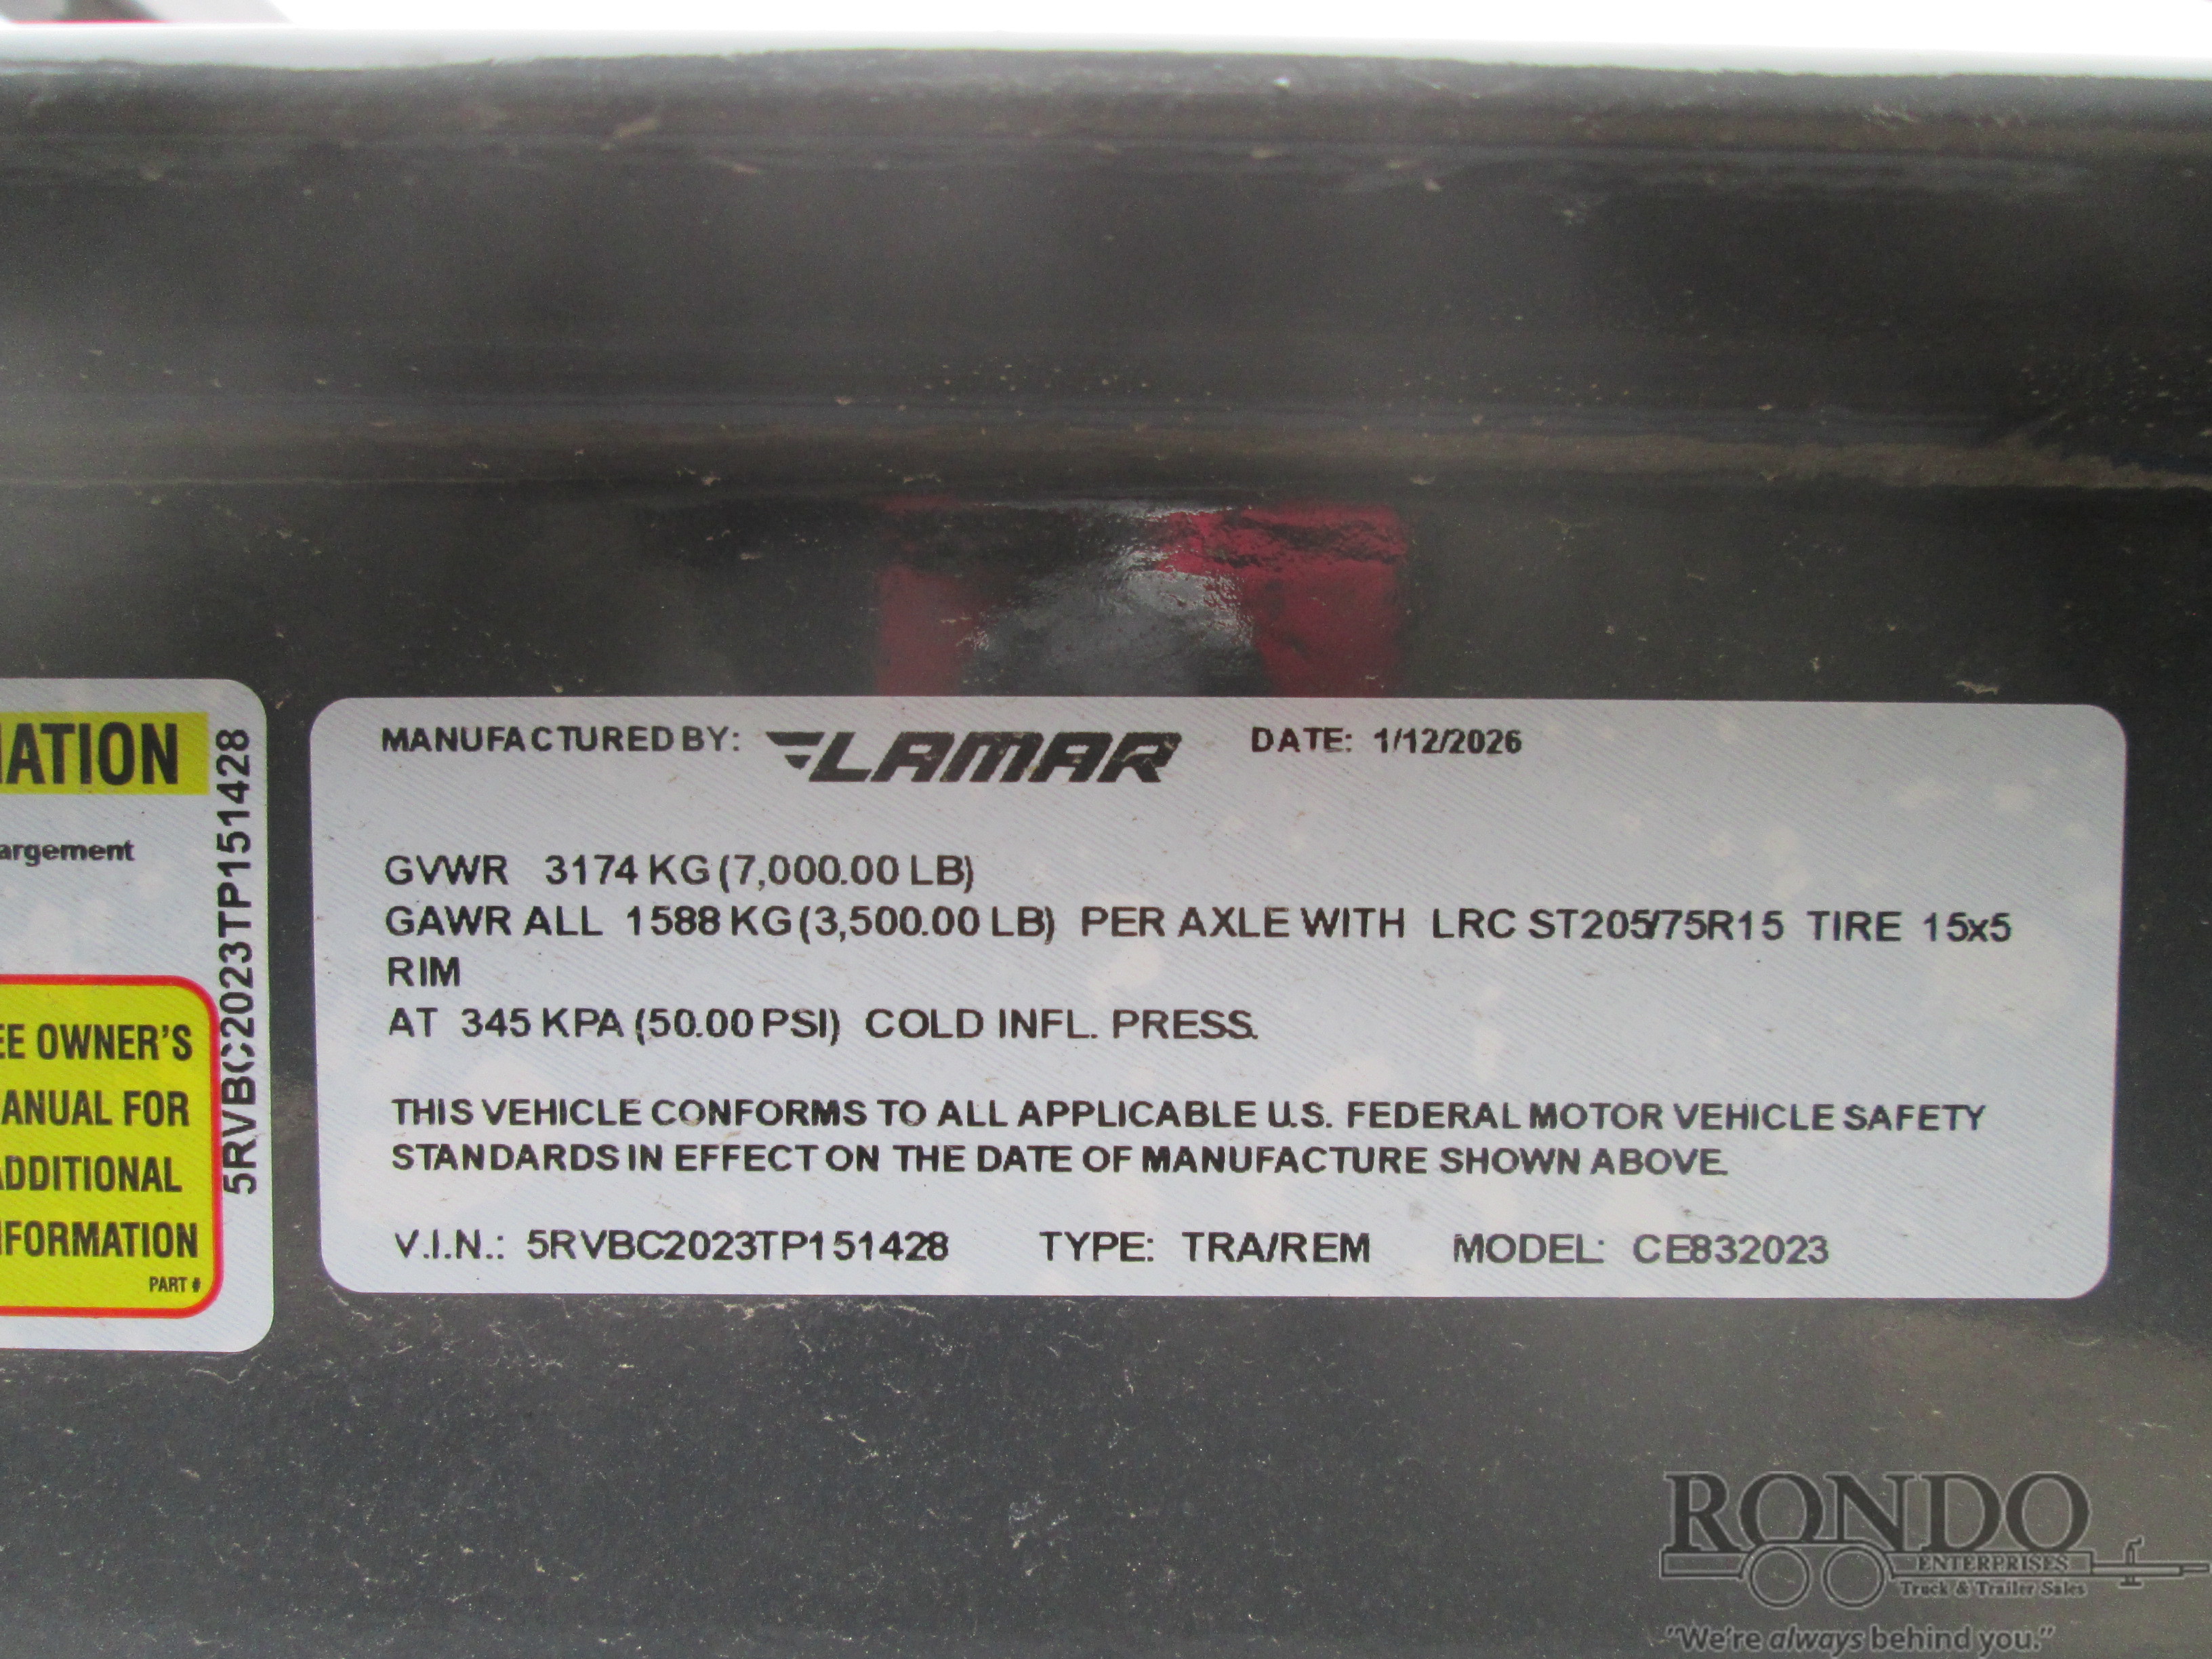 MANUFACTURED BY: LAMAR DATE: 1/12/2026
GVWR 3174 KG (7,000.00 LB)
GAWR ALL 1588 KG (3,500.00 LB) PER AXLE WITH LRC ST205/75R15 TIRE 15x5
RIM
AT 345 KPA (50.00 PSI) COLD INFL. PRESS.
THIS VEHICLE CONFORMS TO ALL APPLICABLE U.S. FEDERAL MOTOR VEHICLE SAFETY
STANDARDS IN EFFECT ON THE DATE OF MANUFACTURE SHOWN ABOVE.
V.I.N.: 5RVBC2023TP151428 TYPE: TRA/REM MODEL: CE832023
IATION
argement
EE OWNER'S
ANUAL FOR
ADDITIONAL
NFORMATION
PART #
5RVBC2023TP151428
RONDO
ENTERPRISES
Truck & Trailer Sales
"We're always behind you."